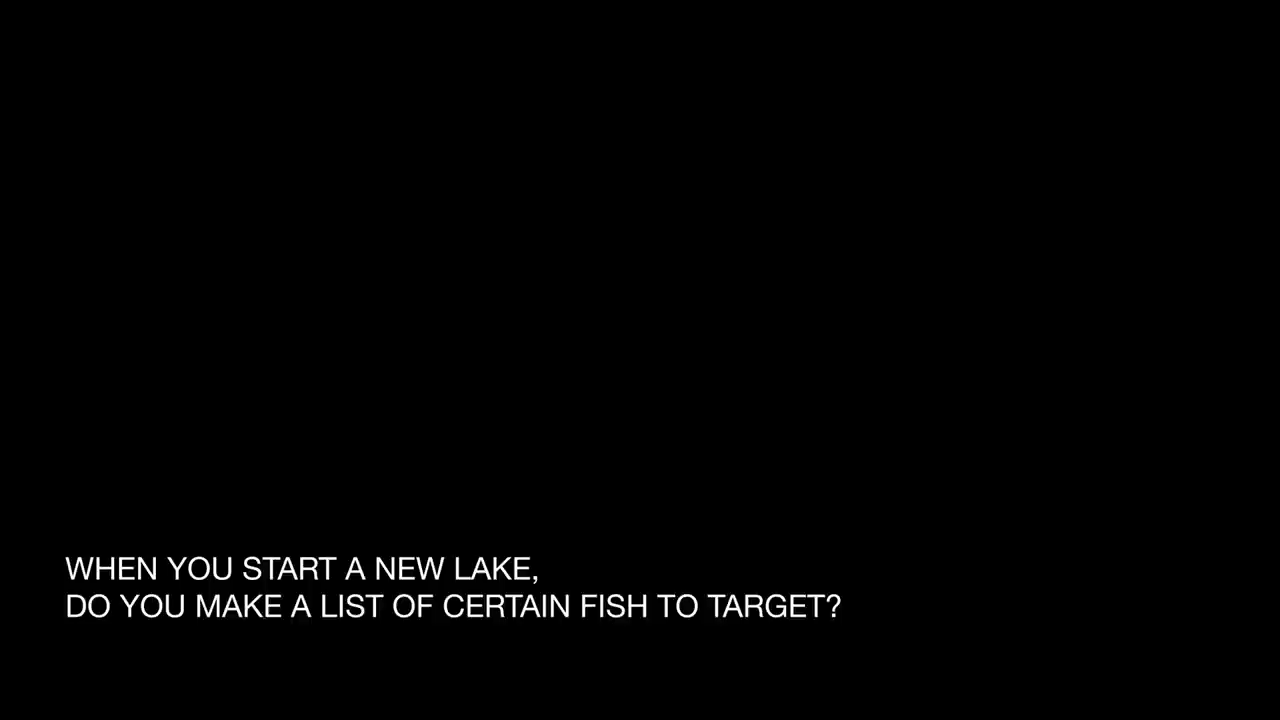 WHEN YOU START A NEW LAKE,
DO YOU MAKE A LIST OF CERTAIN FISH TO TARGET?